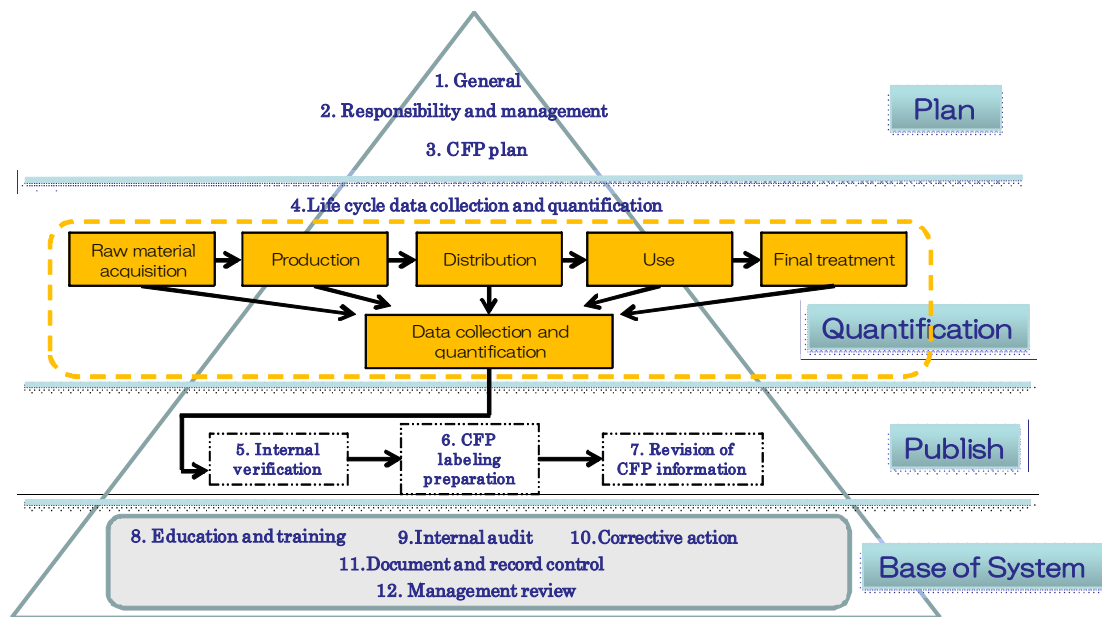 1. General
2. Responsibility and management
3. CFP plan
Plan
4.Life cycle data collection and quantification
Raw material
acquisition
Production
Distribution
Use
Final treatment
Data collection and
quantification
Quantification
5. Internal
verification
6. CFP
labeling
preparation
7. Revision of
CFP information
Publish
8. Education and training
9.Internal audit
10.Corrective action
11.Document and record control
12. Management review
Base of System